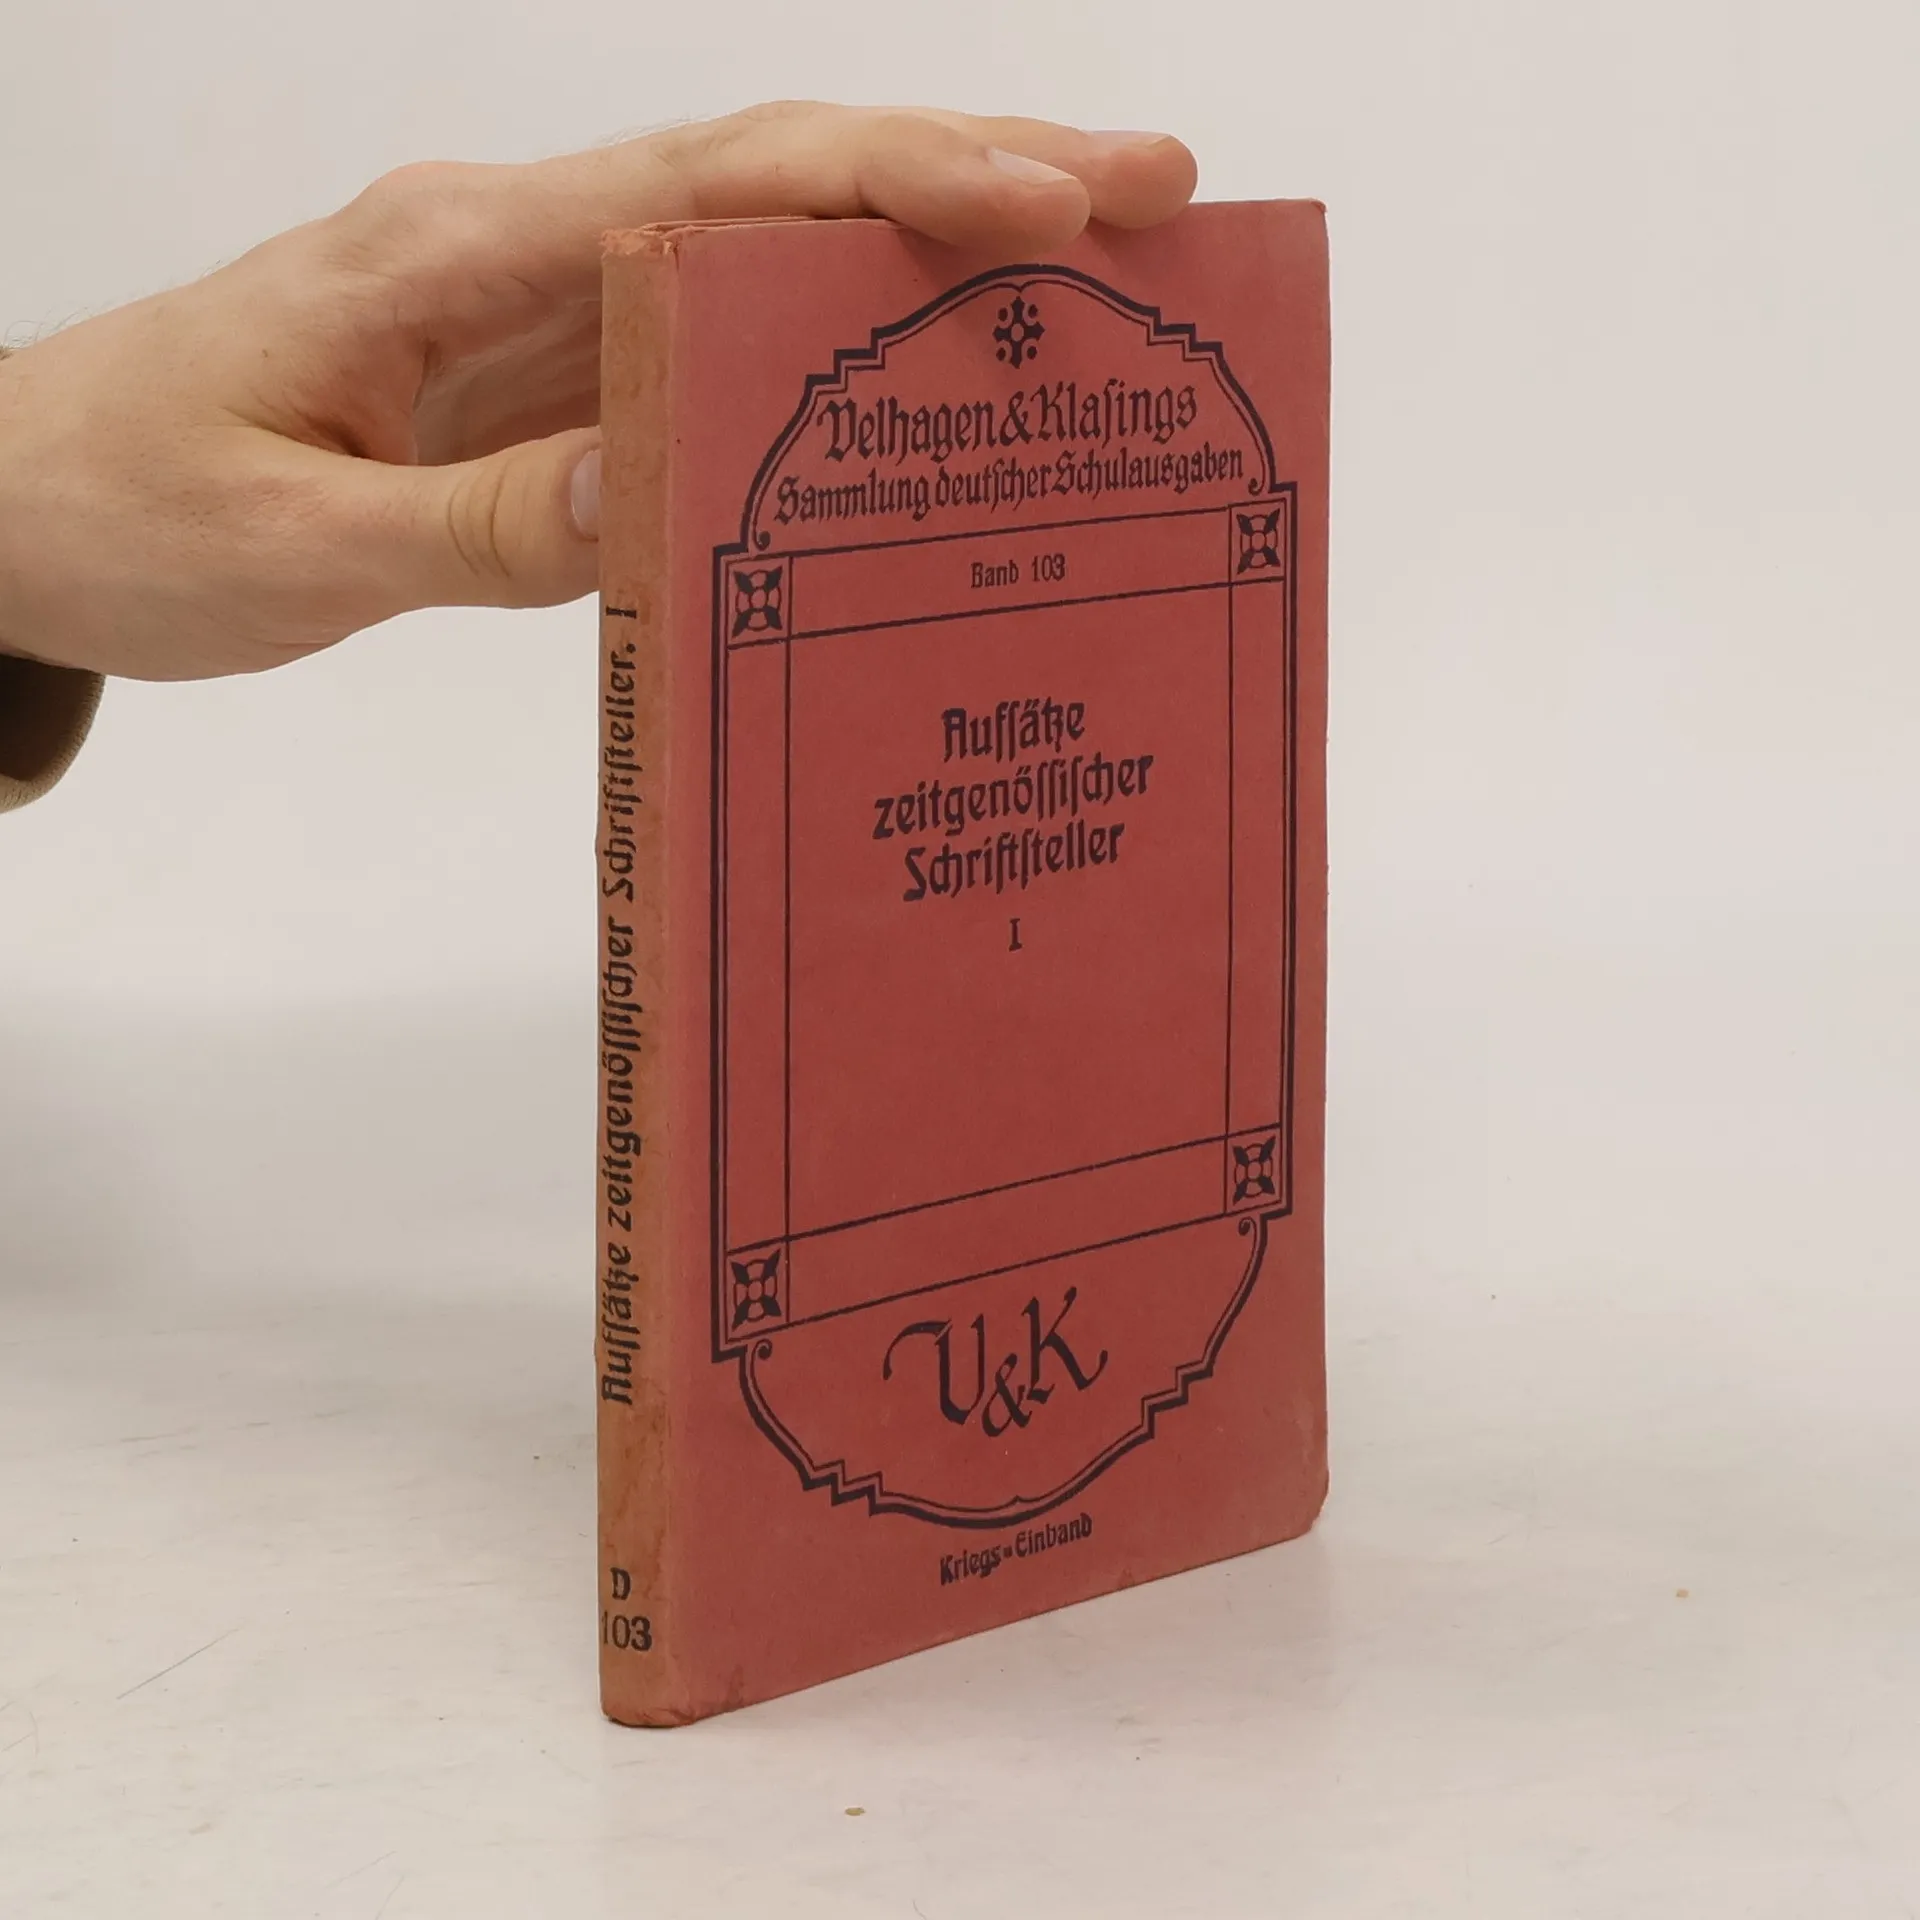 Velhagen & Klaſings
Sammlung deutſcher Schulausgaben
Band 103
Aufſätze
zeitgenöſſiſcher
Schriftſteller
I
V & K
Kriegs=Einband
Aufſätze zeitgenöſſiſcher Schriftſteller. I
D
103